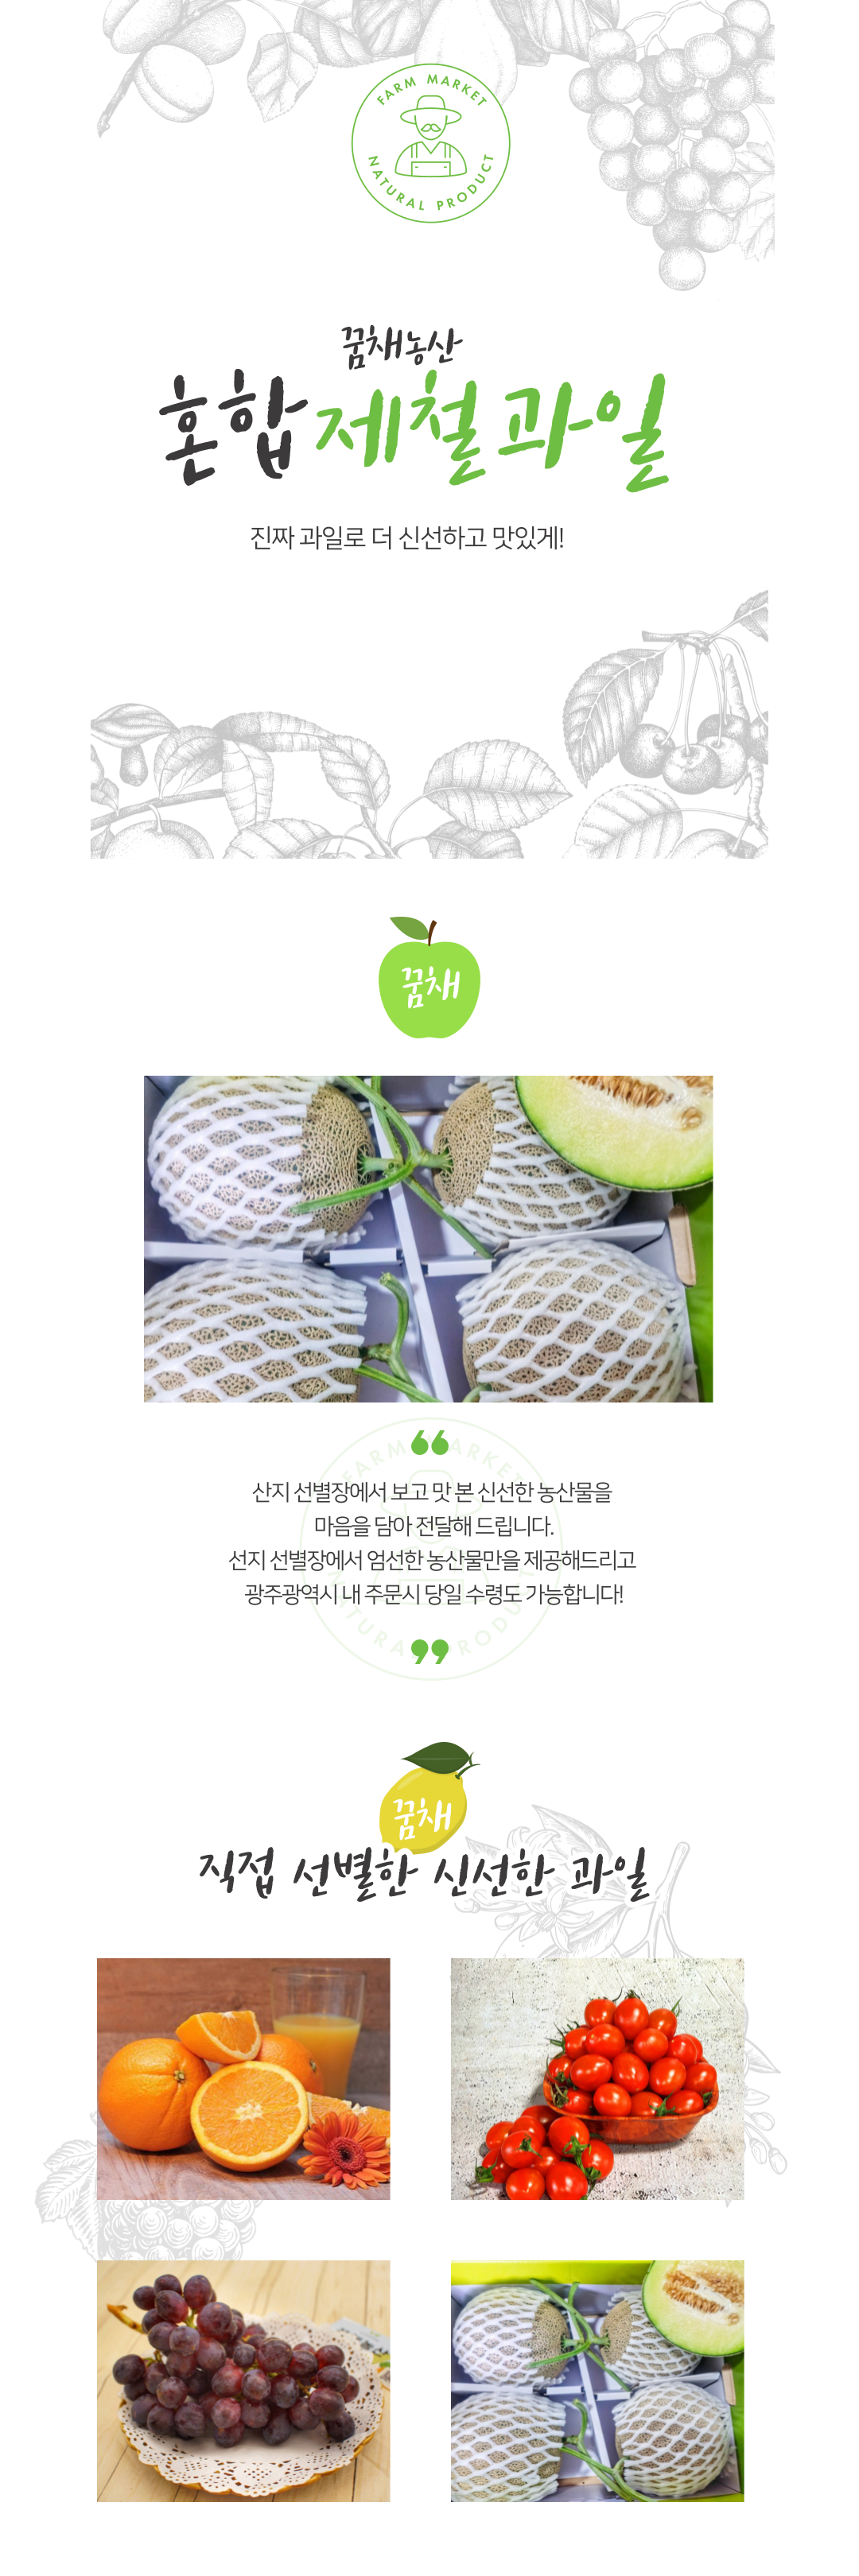 FARM MARKET
NATURAL PRODUCT
꿈채농산
혼합 제철과일
진짜 과일로 더 신선하고 맛있게!
꿈채
FARM MARKET
“
산지 선별장에서 보고 맛 본 신선한 농산물을
마음을 담아 전달해 드립니다.
선지 선별장에서 엄선한 농산물만을 제공해드리고
광주광역시 내 주문시 당일 수령도 가능합니다!
NATURAL PRODUCT
”
꿈채
직접 선별한 신선한 과일